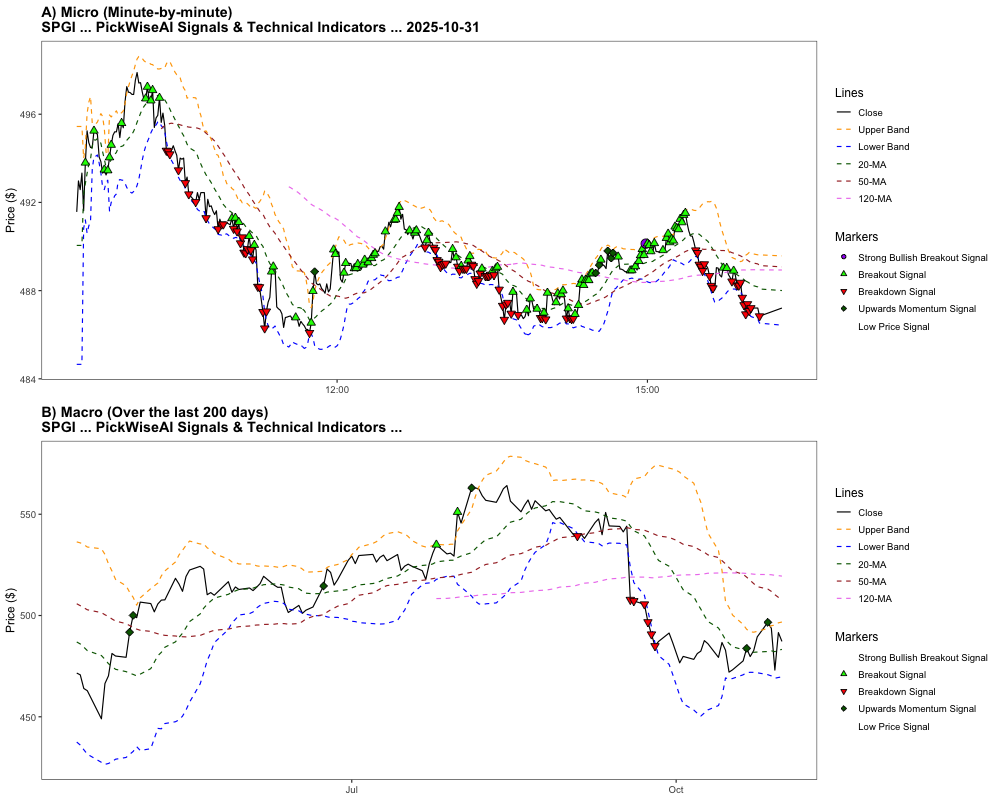 A) Micro (Minute-by-minute)
SPGI ... PickWiseAI Signals & Technical Indicators ... 2025-10-31
Price ($)
496
492
488
484
12:00
15:00
Lines
Close
Upper Band
Lower Band
20-MA
50-MA
120-MA
Markers
Strong Bullish Breakout Signal
Breakout Signal
Breakdown Signal
Upwards Momentum Signal
Low Price Signal
B) Macro (Over the last 200 days)
SPGI ... PickWiseAI Signals & Technical Indicators ...
Price ($)
550
500
450
Jul
Oct
Lines
Close
Upper Band
Lower Band
20-MA
50-MA
120-MA
Markers
Strong Bullish Breakout Signal
Breakout Signal
Breakdown Signal
Upwards Momentum Signal
Low Price Signal